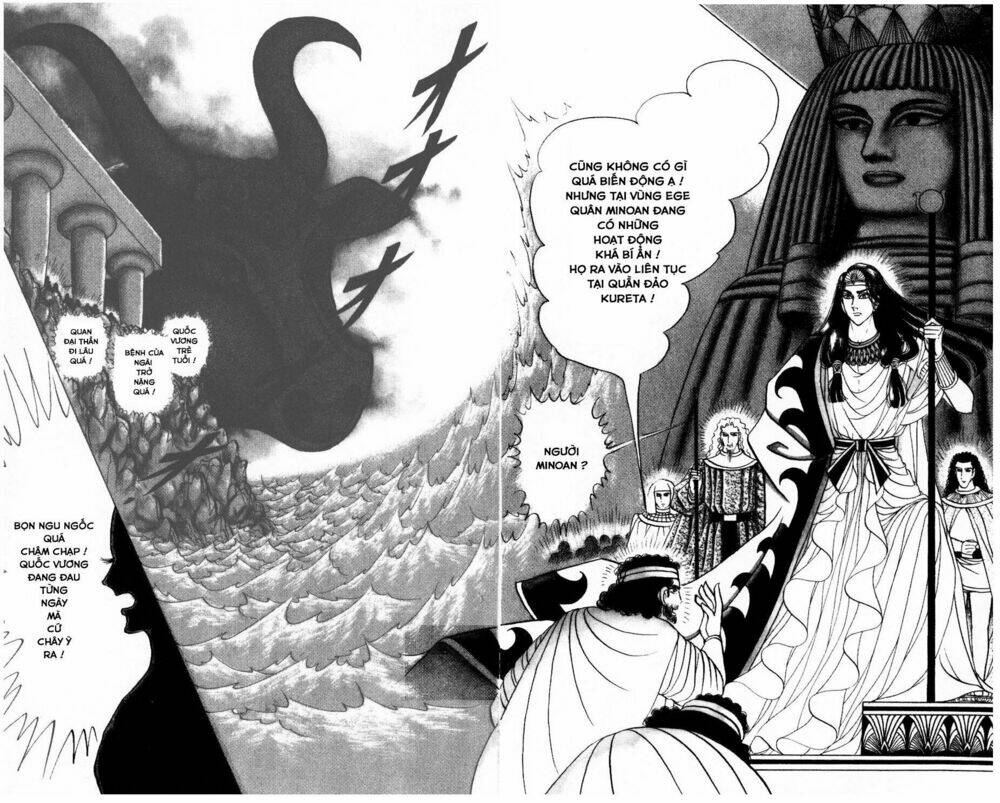 CŨNG KHÔNG CÓ GÌ
QUÁ BIẾN ĐỘNG Ạ !
NHƯNG TẠI VÙNG EGE
QUÂN MINOAN ĐANG
CÓ NHỮNG
HOẠT ĐỘNG
KHÁ BÍ ẨN !
HỌ RA VÀO LIÊN TỤC
TẠI QUẦN ĐẢO
KURETA !
NGƯỜI
MINOAN ?
QUỐC
VƯƠNG
TRẺ
TUỔI !
BỆNH CỦA
NGÀI
TRỞ
NẶNG
QUÁ !
QUAN
ĐẠI THẦN
ĐI LÂU
QUÁ !
BỌN NGU NGỐC
QUÁ
CHẬM CHẠP !
QUỐC VƯƠNG
ĐANG ĐAU
TỪNG
NGÀY
MÀ
CỨ
CHÂY Ỳ
RA !